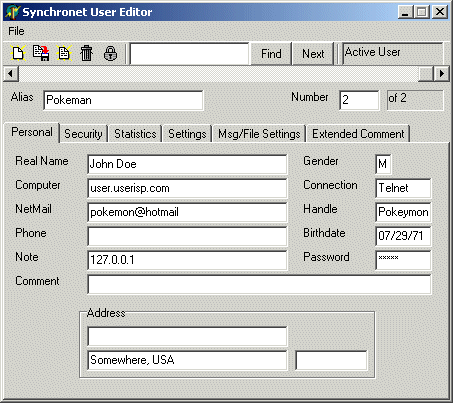 Synchronet User Editor
File
Find Next Active User
Alias Pokeman Number 2 of 2
Personal Security Statistics Settings Msg/File Settings Extended Comment
Real Name John Doe Gender M
Computer user.userisp.com Connection Telnet
NetMail pokemon@hotmail Handle Pokeymon
Phone Birthdate 07/29/71
Note 127.0.0.1 Password *****
Comment
Address
Somewhere, USA